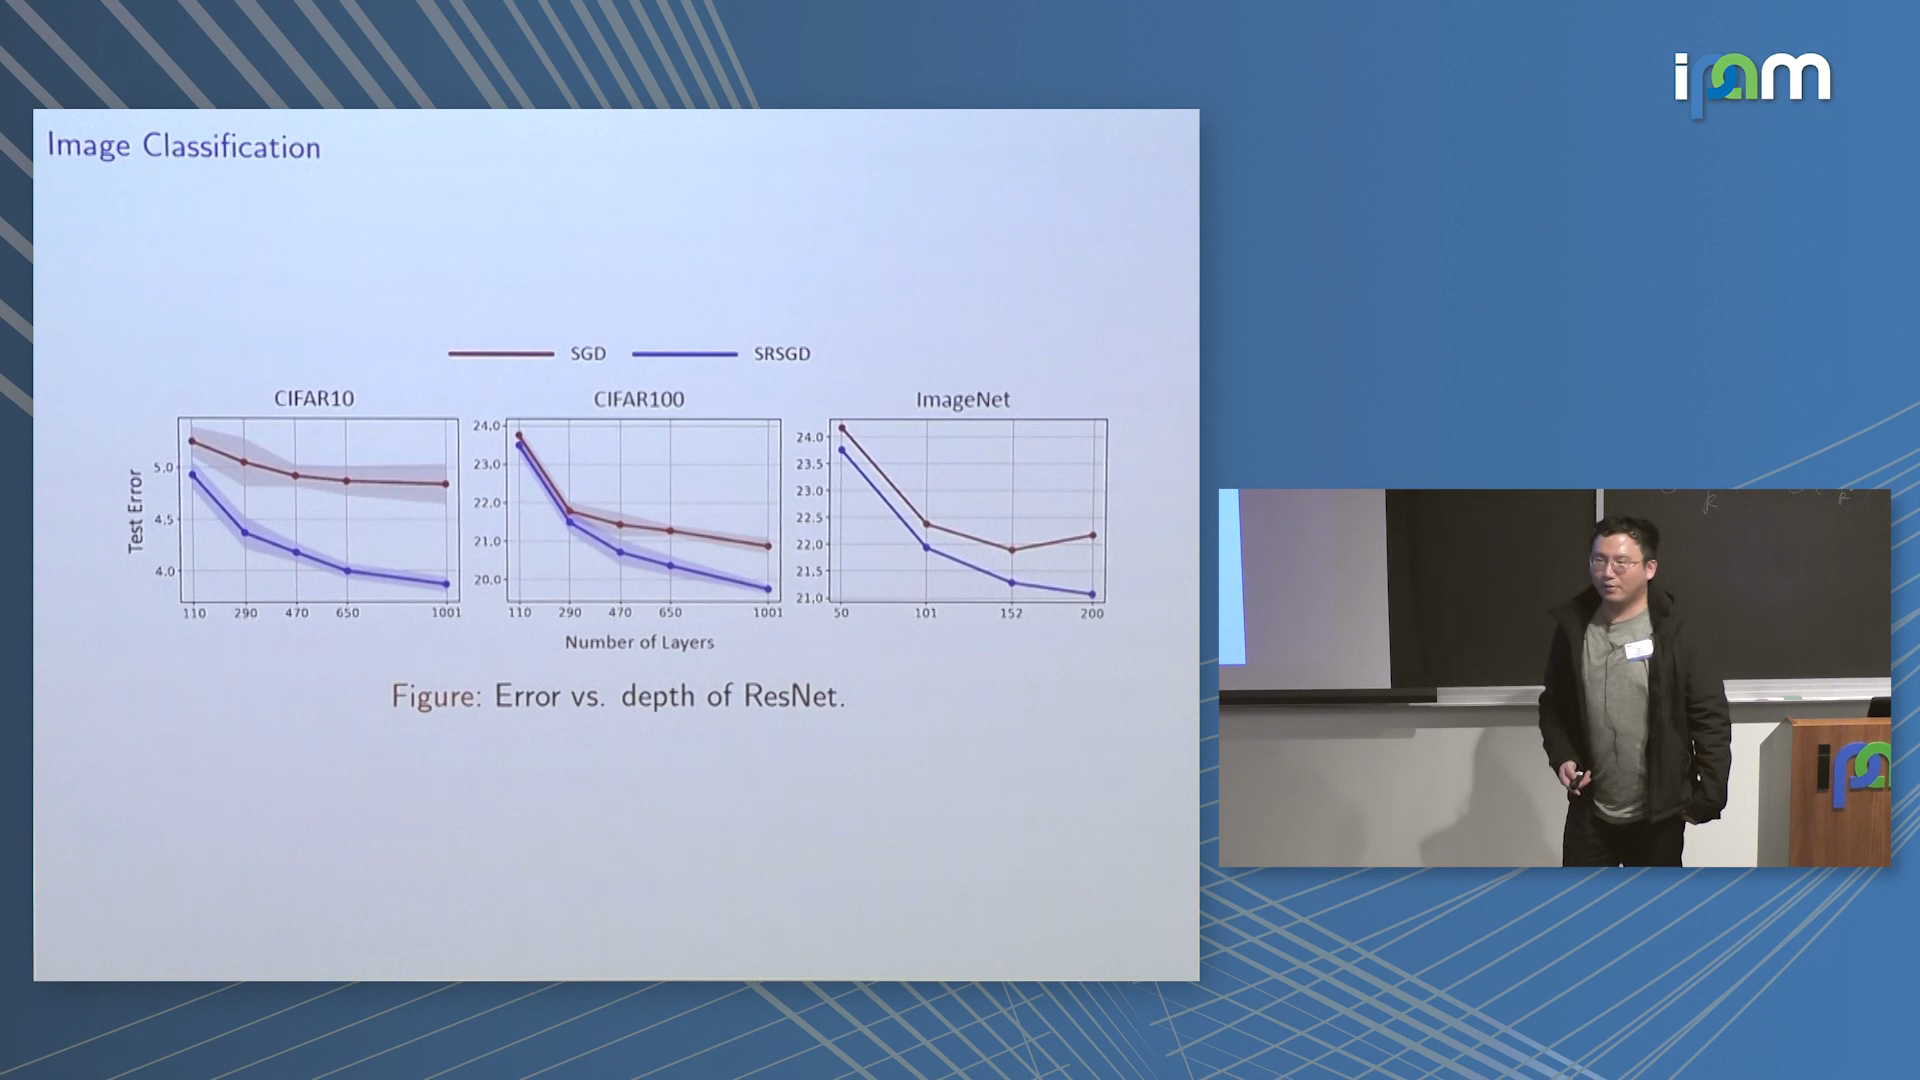 ipam
Image Classification
SGD SRSGD
CIFAR10 CIFAR100 ImageNet
Test Error
5.0
4.5
4.0
110 290 470 650 1001
24.0
23.0
22.0
21.0
20.0
110 290 470 650 1001
24.0
23.5
23.0
22.5
22.0
21.5
21.0
50 101 152 200
Number of Layers
Figure: Error vs. depth of ResNet.
ipa